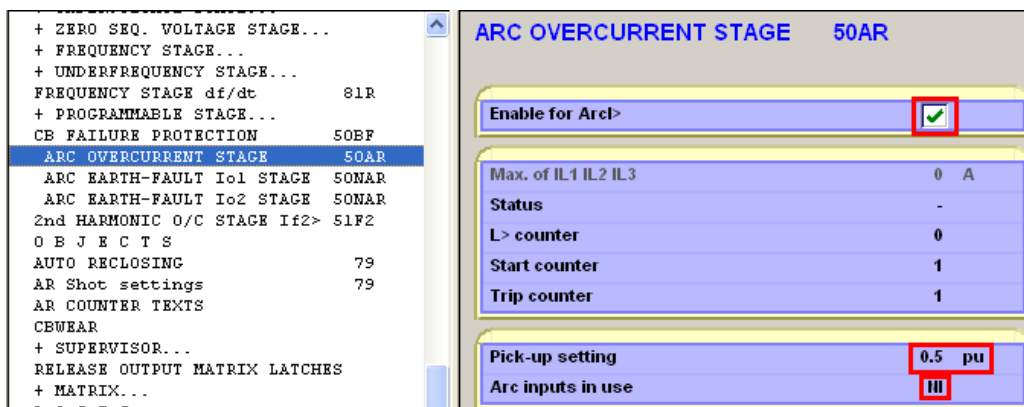 + ZERO SEQ. VOLTAGE STAGE...
+ FREQUENCY STAGE...
+ UNDERFREQUENCY STAGE...
FREQUENCY STAGE df/dt 81R
+ PROGRAMMABLE STAGE...
CB FAILURE PROTECTION 50BF
ARC OVERCURRENT STAGE 50AR
ARC EARTH-FAULT Io1 STAGE 50NAR
ARC EARTH-FAULT Io2 STAGE 50NAR
2nd HARMONIC O/C STAGE If2> 51F2
O B J E C T S
AUTO RECLOSING 79
AR Shot settings 79
AR COUNTER TEXTS
CBWEAR
+ SUPERVISOR...
RELEASE OUTPUT MATRIX LATCHES
+ MATRIX...
ARC OVERCURRENT STAGE 50AR
Enable for ArcI>
Max. of IL1 IL2 IL3 0 A
Status -
L> counter 0
Start counter 1
Trip counter 1
Pick-up setting 0.5 pu
Arc inputs in use